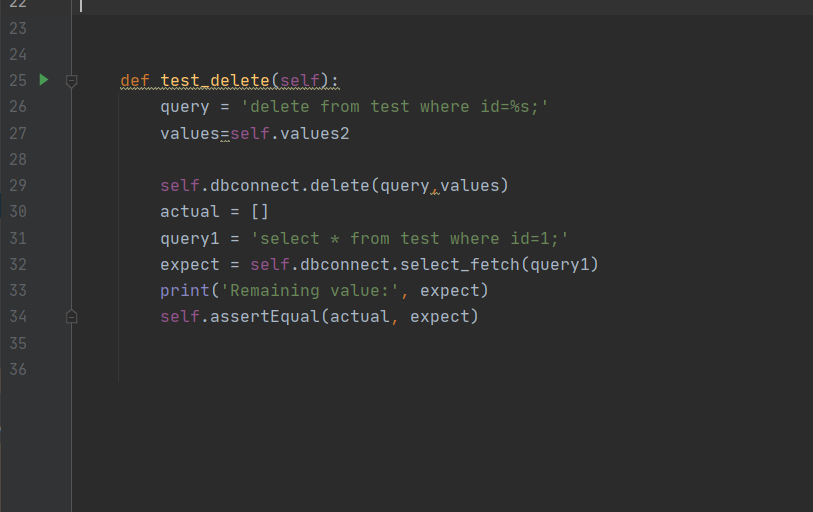 22
23
24
25 def test_delete(self):
26 query = 'delete from test where id=%s;'
27 values=self.values2
28
29 self.dbconnect.delete(query,values)
30 actual = []
31 query1 = 'select * from test where id=1;'
32 expect = self.dbconnect.select_fetch(query1)
33 print('Remaining value:', expect)
34 self.assertEqual(actual, expect)
35
36